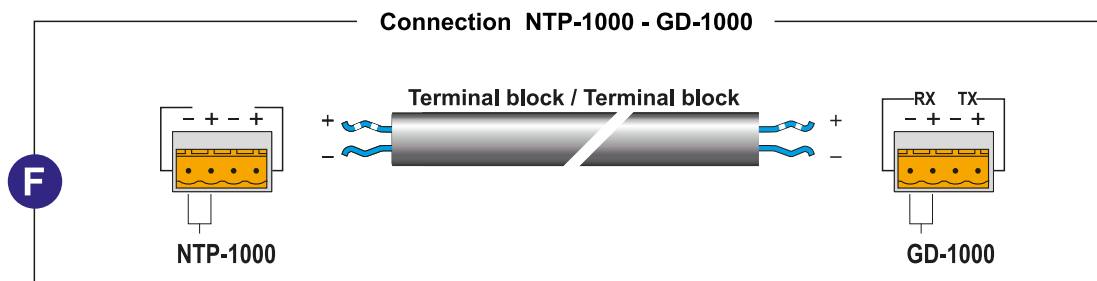 Connection NTP-1000 - GD-1000
Terminal block / Terminal block
- + - +
+
-
+
-
RX TX
- + - +
F
NTP-1000
GD-1000